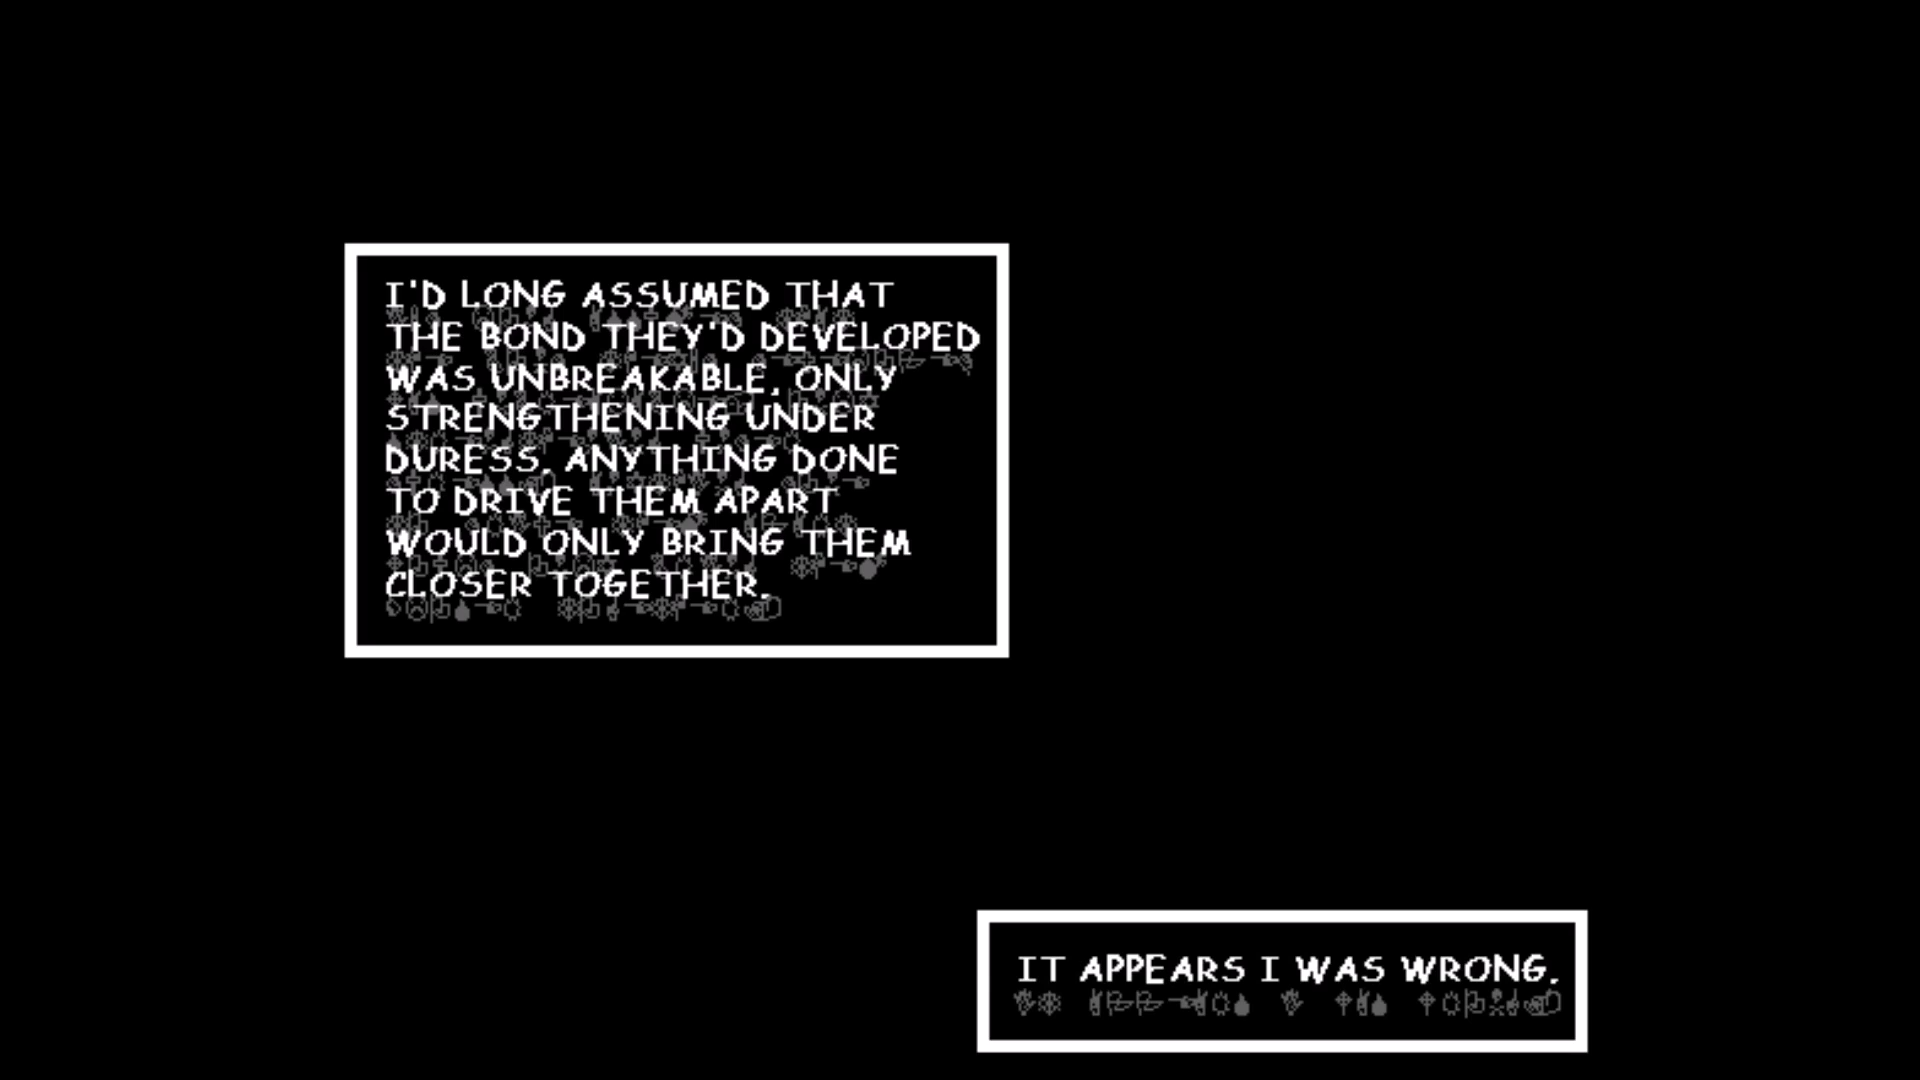 I'D LONG ASSUMED THAT
THE BOND THEY'D DEVELOPED
WAS UNBREAKABLE, ONLY
STRENGTHENING UNDER
DURESS. ANYTHING DONE
TO DRIVE THEM APART
WOULD ONLY BRING THEM
CLOSER TOGETHER.
IT APPEARS I WAS WRONG.